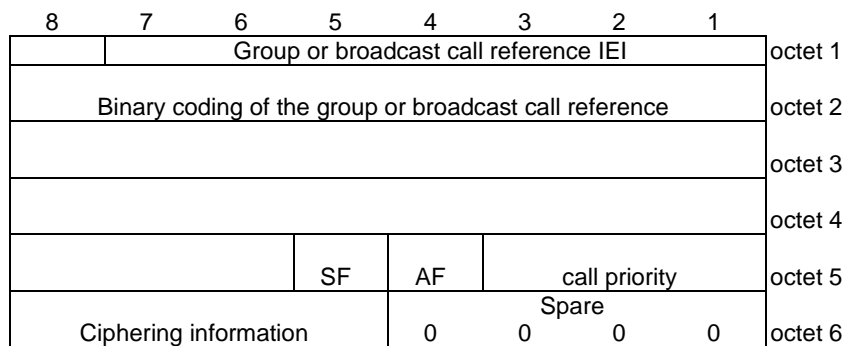 8 7 6 5 4 3 2 1
Group or broadcast call reference IEI octet 1
Binary coding of the group or broadcast call reference octet 2
octet 3
octet 4
SF AF call priority octet 5
Spare
Ciphering information 0 0 0 0 octet 6